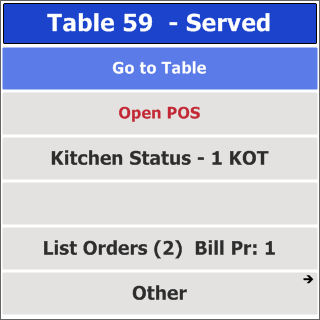 Table 59  - Served
Go to Table
Open POS
Kitchen Status - 1 KOT
List Orders (2)  Bill Pr: 1
➔
Other